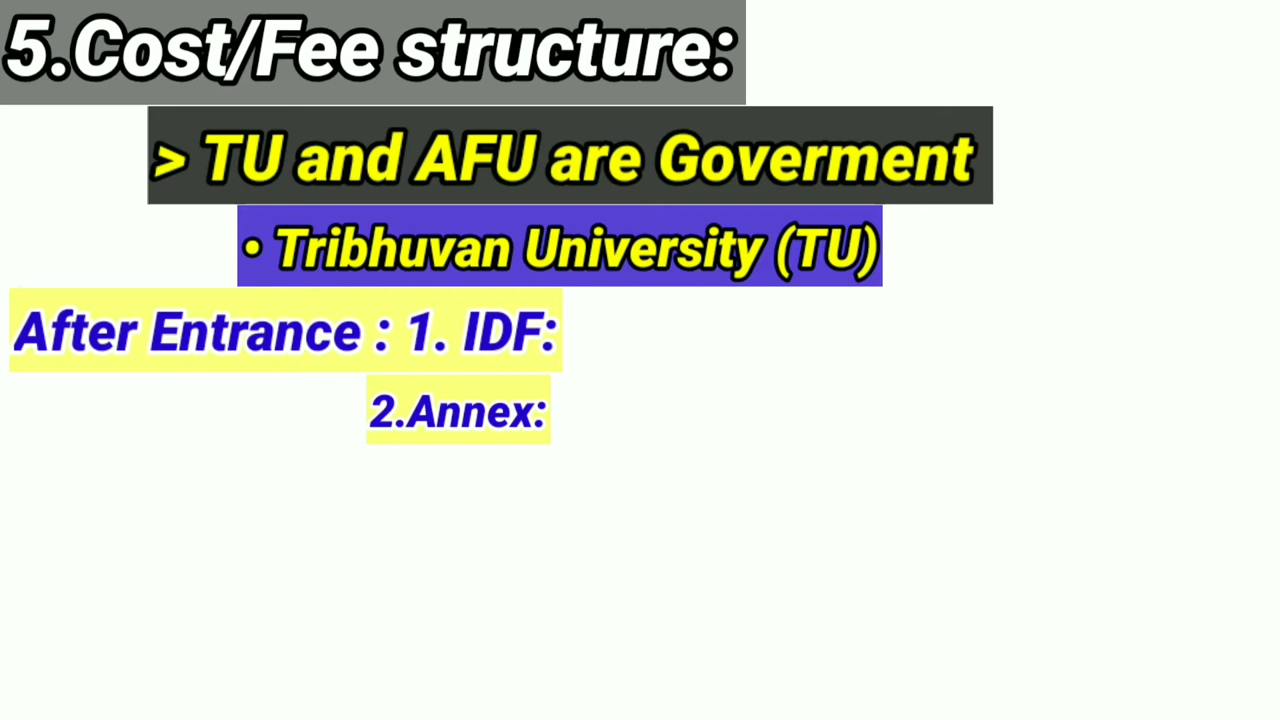 5.Cost/Fee structure:
> TU and AFU are Goverment
• Tribhuvan University (TU)
After Entrance : 1. IDF:
2.Annex: